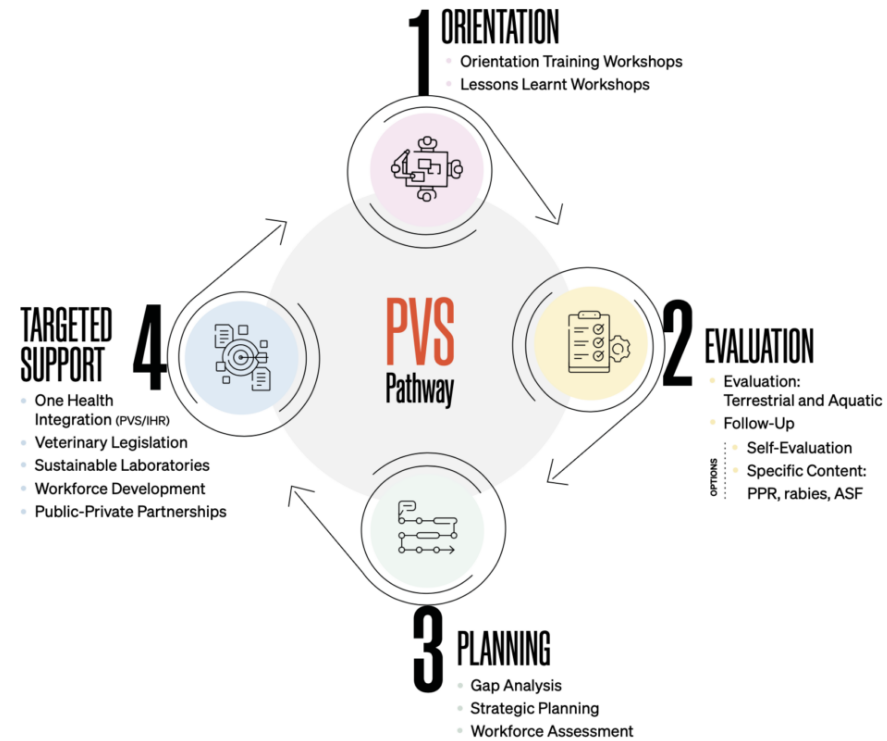 1 ORIENTATION
Orientation Training Workshops
Lessons Learnt Workshops
PVS
Pathway
2 EVALUATION
Evaluation:
Terrestrial and Aquatic
Follow-Up
OPTIONS
Self-Evaluation
Specific Content:
PPR, rabies, ASF
3 PLANNING
Gap Analysis
Strategic Planning
Workforce Assessment
4 TARGETED
SUPPORT
One Health
Integration (PVS/IHR)
Veterinary Legislation
Sustainable Laboratories
Workforce Development
Public-Private Partnerships